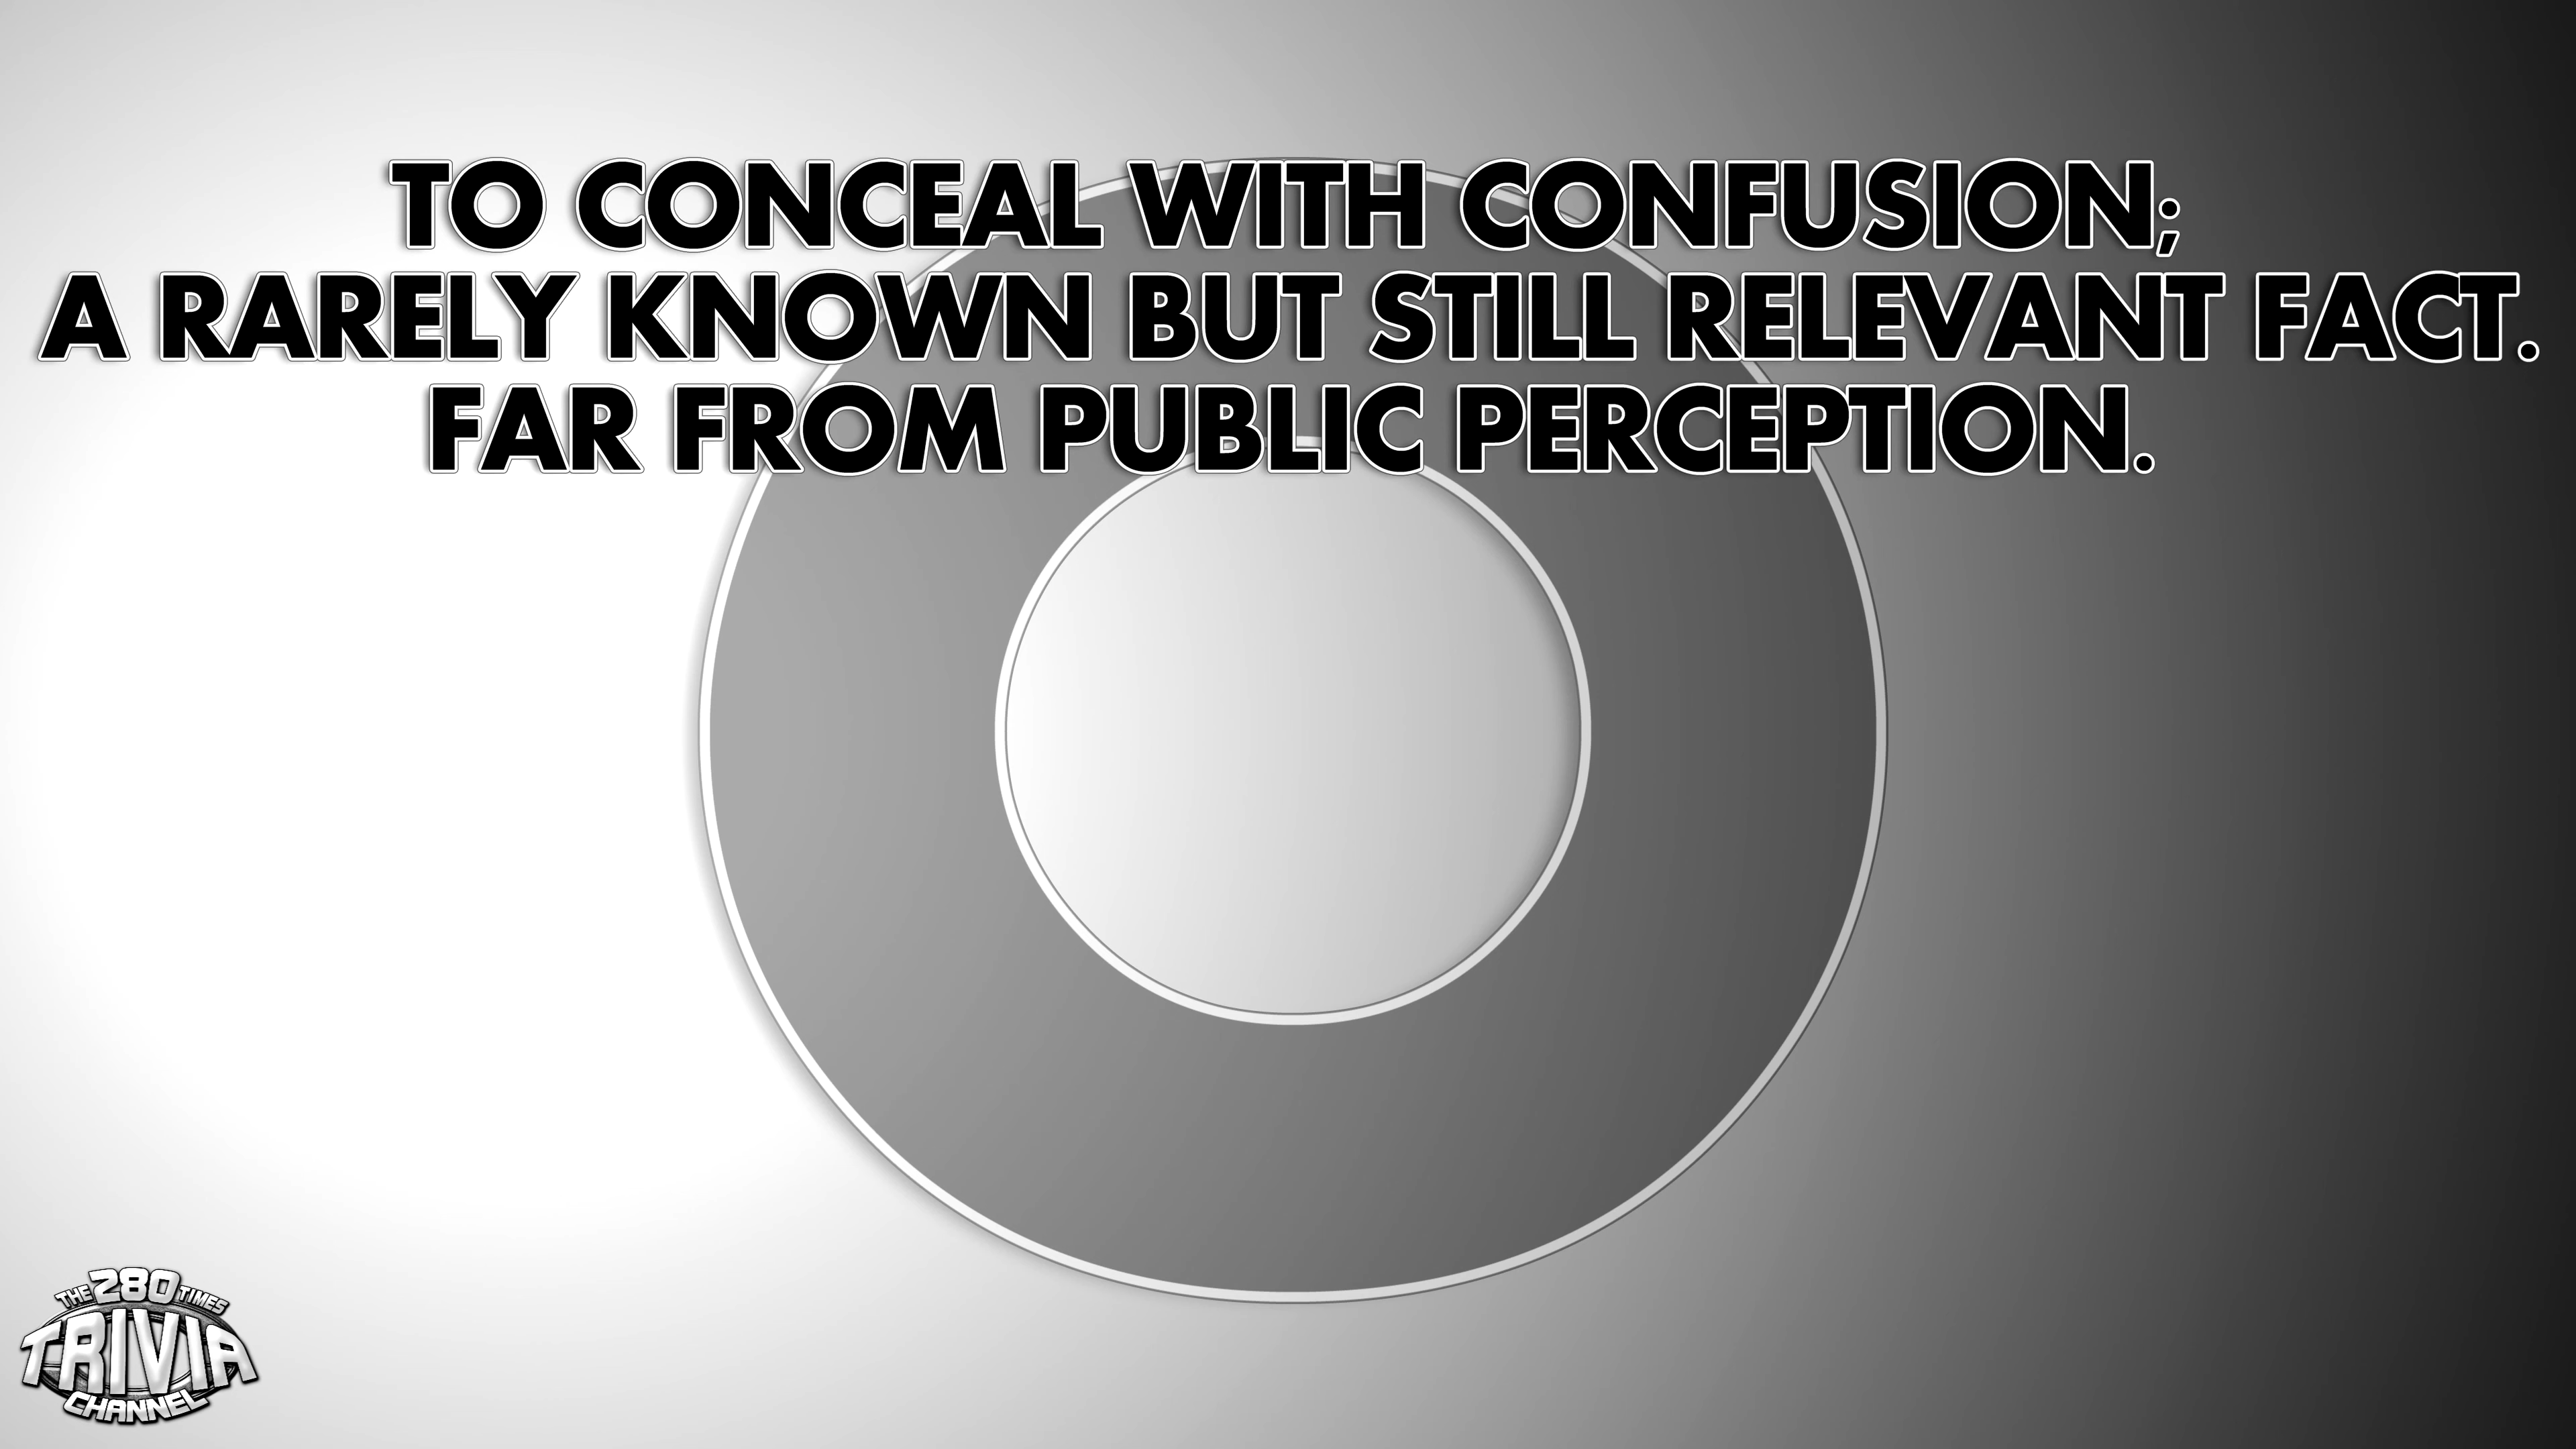 TO CONCEAL WITH CONFUSION;
A RARELY KNOWN BUT STILL RELEVANT FACT.
FAR FROM PUBLIC PERCEPTION.
THE 280 TIMES
TRIVIA
CHANNEL